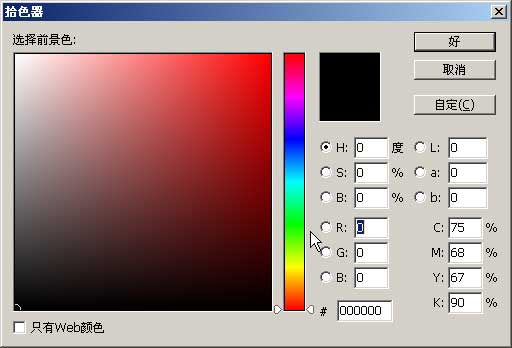 拾色器
选择前景色:
好
取消
自定(C)
H: 0 度 L: 0
S: 0 % a: 0
B: 0 % b: 0
R: 0 C: 75 %
G: 0 M: 68 %
B: 0 Y: 67 %
# 000000 K: 90 %
只有Web颜色